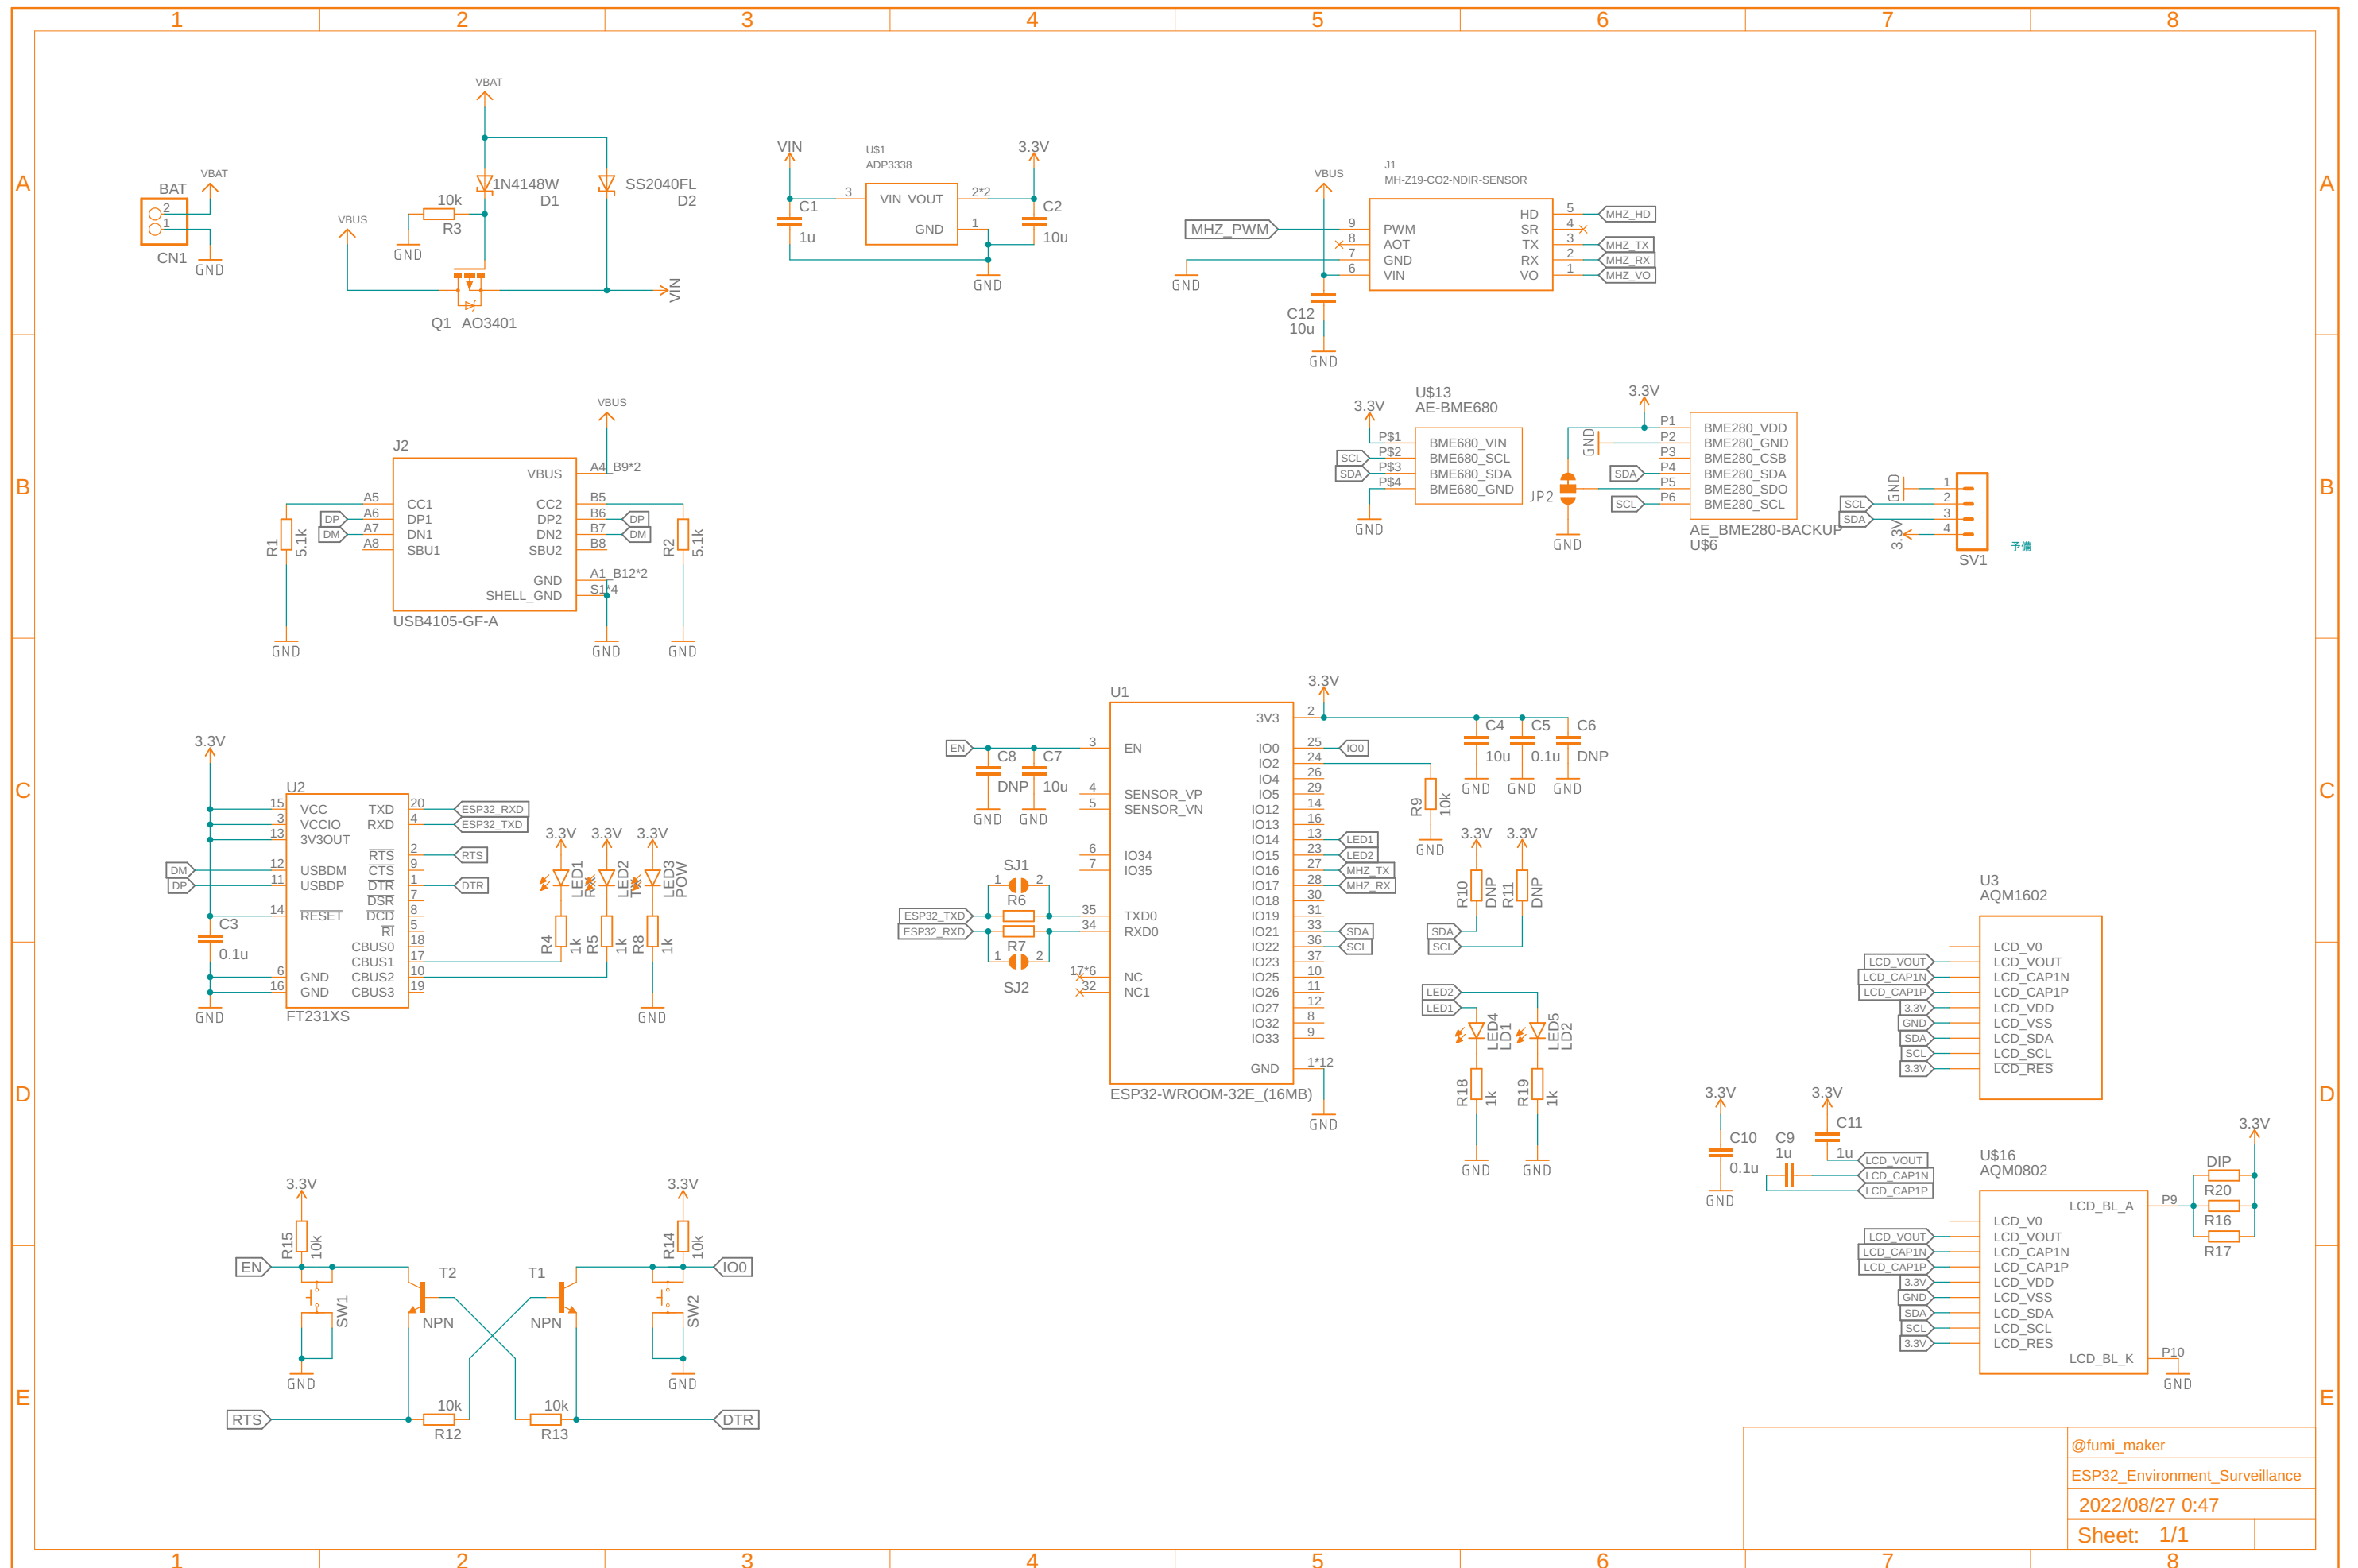 1 2 3 4 5 6 7 8
A A
B B
C C
D D
E E
BAT
VBAT
2
1
CN1
GND
VBAT
1N4148W
D1
SS2040FL
D2
10k
R3
GND
VBUS
VIN
Q1 AO3401
VIN
U$1
ADP3338
3.3V
C1
1u
3 VIN VOUT 2*2
GND 1
C2
10u
GND
VBUS
J1
MH-Z19-CO2-NDIR-SENSOR
MHZ_PWM
9 PWM
8 AOT
7 GND
6 VIN
HD 5 MHZ_HD
SR 4
TX 3 MHZ_TX
RX 2 MHZ_RX
VO 1 MHZ_VO
GND
C12
10u
GND
VBUS
J2
VBUS A4_B9*2
A5 CC1 CC2 B5
DP A6 DP1 DP2 B6 DP
DM A7 DN1 DN2 B7 DM
A8 SBU1 SBU2 B8
GND A1_B12*2
SHELL_GND S1*4
R1
5.1k
R2
5.1k
USB4105-GF-A
GND GND GND
3.3V
U$13
AE-BME680
P$1 BME680_VIN
SCL P$2 BME680_SCL
SDA P$3 BME680_SDA
P$4 BME680_GND
GND
3.3V
GND
JP2
GND
P1 BME280_VDD
P2 BME280_GND
P3 BME280_CSB
SDA P4 BME280_SDA
P5 BME280_SDO
SCL P6 BME280_SCL
AE_BME280-BACKUP
U$6
GND 1
SCL 2
SDA 3
3.3V 4
SV1
予備
3.3V
U2
15 VCC TXD 20 ESP32_RXD
3 VCCIO RXD 4 ESP32_TXD
13 3V3OUT
RTS 2 RTS
DM 12 USBDM CTS 9
DP 11 USBDP DTR 1 DTR
DSR 7
14 RESET DCD 8
RI 5
CBUS0 18
CBUS1 17
6 GND CBUS2 10
16 GND CBUS3 19
C3
0.1u
GND
FT231XS
3.3V 3.3V 3.3V
LED1
RX
LED2
TX
LED3
POW
R4
1k
R5
1k
R8
1k
GND
U1
3.3V
EN 3 EN
C8
DNP
C7
10u
GND GND
4 SENSOR_VP
5 SENSOR_VN
6 IO34
7 IO35
SJ1
1 2
R6
ESP32_TXD 35 TXD0
ESP32_RXD 34 RXD0
R7
1 2
SJ2
17*6 NC
32 NC1
3V3 2
IO0 25 IO0
IO2 24
IO4 26
IO5 29
IO12 14
IO13 16
IO14 13 LED1
IO15 23 LED2
IO16 27 MHZ_TX
IO17 28 MHZ_RX
IO18 30
IO19 31
IO21 33 SDA
IO22 36 SCL
IO23 37
IO25 10
IO26 11
IO27 12
IO32 8
IO33 9
GND 1*12
ESP32-WROOM-32E_(16MB)
GND
C4
10u
C5
0.1u
C6
DNP
GND GND GND
R9
10k
GND
3.3V 3.3V
R10
DNP
R11
DNP
SDA
SCL
LED2
LED1
LED4
LD1
LED5
LD2
R18
1k
R19
1k
GND GND
U3
AQM1602
LCD_V0
LCD_VOUT LCD_VOUT
LCD_CAP1N LCD_CAP1N
LCD_CAP1P LCD_CAP1P
3.3V LCD_VDD
GND LCD_VSS
SDA LCD_SDA
SCL LCD_SCL
3.3V LCD_RES
3.3V
C10
0.1u
GND
3.3V
C11
1u
C9
1u
LCD_VOUT
LCD_CAP1N
LCD_CAP1P
U$16
AQM0802
LCD_BL_A P9
LCD_V0
LCD_VOUT LCD_VOUT
LCD_CAP1N LCD_CAP1N
LCD_CAP1P LCD_CAP1P
3.3V LCD_VDD
GND LCD_VSS
SDA LCD_SDA
SCL LCD_SCL
3.3V LCD_RES
LCD_BL_K P10
GND
3.3V
DIP
R20
R16
R17
3.3V
R15
10k
EN
SW1
GND
T2
NPN
T1
NPN
3.3V
R14
10k
IO0
SW2
GND
RTS
10k
R12
10k
R13
DTR
@fumi_maker
ESP32_Environment_Surveillance
2022/08/27 0:47
Sheet: 1/1
1 2 3 4 5 6 7 8